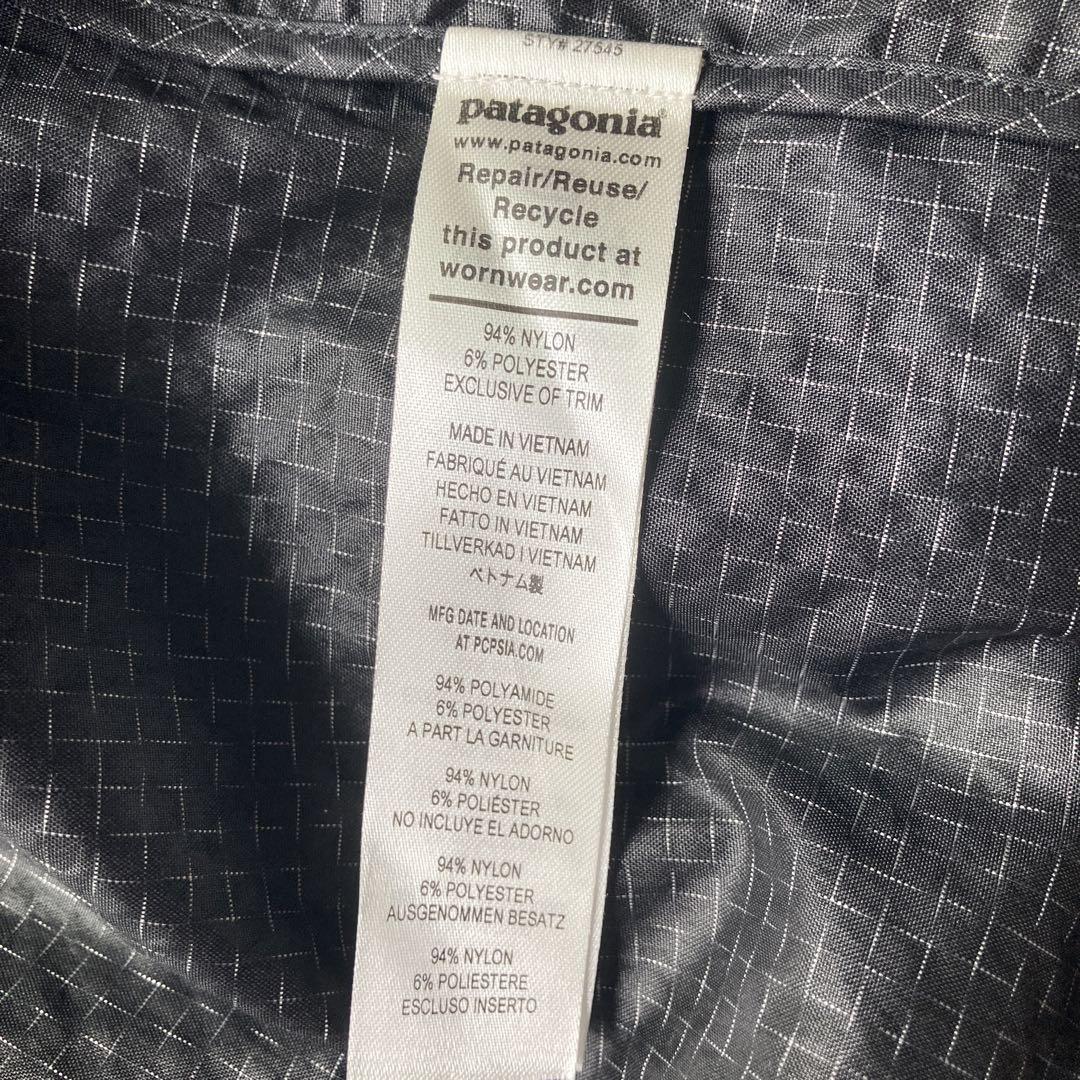 STY# 27545
patagonia®
www.patagonia.com
Repair/Reuse/
Recycle
this product at
wornwear.com
94% NYLON
6% POLYESTER
EXCLUSIVE OF TRIM
MADE IN VIETNAM
FABRIQUÉ AU VIETNAM
HECHO EN VIETNAM
FATTO IN VIETNAM
TILLVERKAD I VIETNAM
ベトナム製
MFG DATE AND LOCATION
AT PCPSIA.COM
94% POLYAMIDE
6% POLYESTER
A PART LA GARNITURE
94% NYLON
6% POLIÉSTER
NO INCLUYE EL ADORNO
94% NYLON
6% POLYESTER
AUSGENOMMEN BESATZ
94% NYLON
6% POLIESTERE
ESCLUSO INSERTO